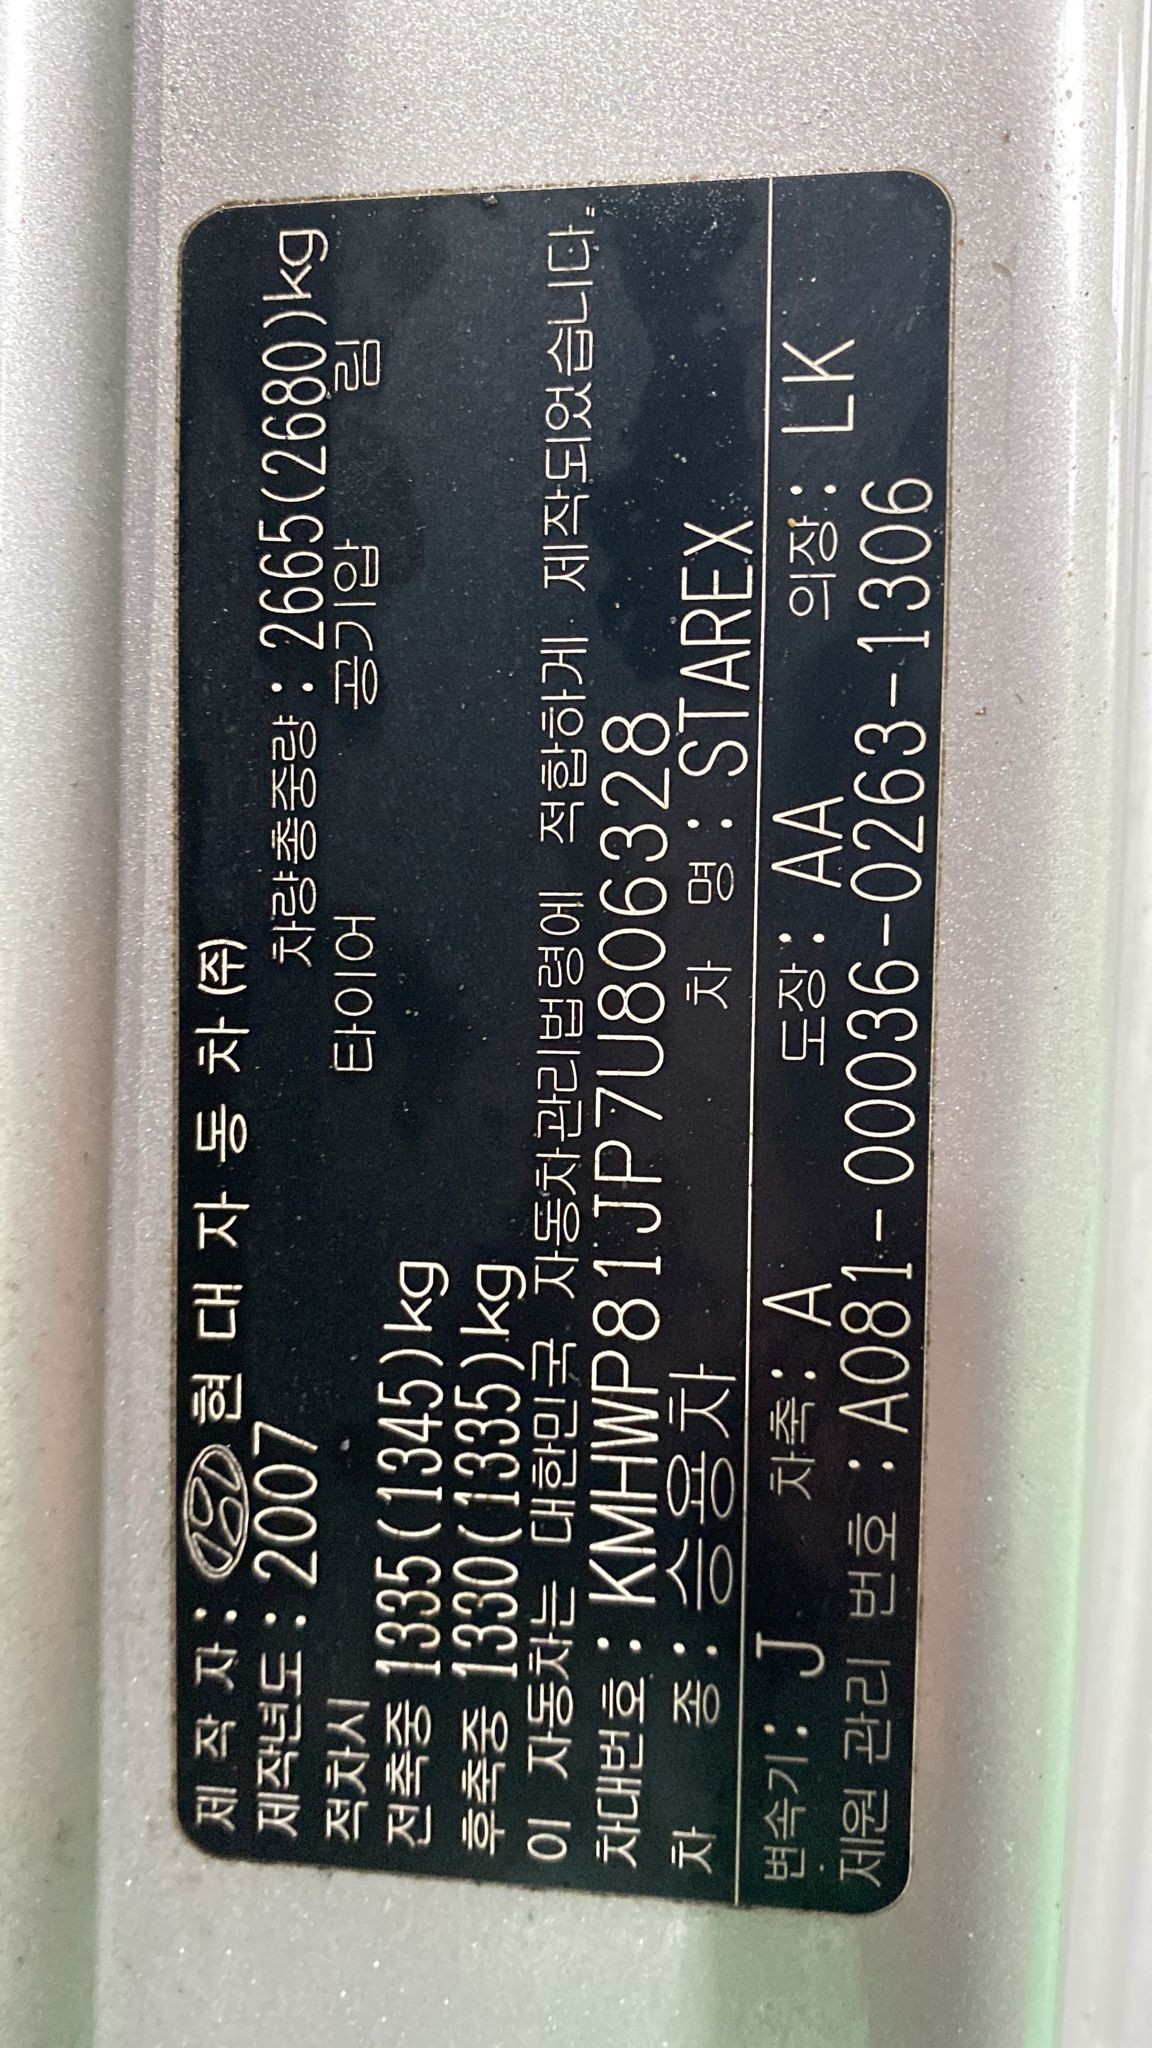 제 작 자 : 현 대 자 동 차 (주)
제작년도 : 2007 차량총중량 : 2665(2680)kg
적차시 타이어 공기압 림
전축중 1335(1345)kg
후축중 1330(1335)kg
이 자동차는 대한민국 자동차관리법령에 적합하게 제작되었습니다.
차대번호 : KMHWP81JP7U806328
차 종 : 승용차 차 명 : STAREX
변속기 : J 차축 : A 도장 : AA 의장 : LK
제원 관리 번호 : A081-00036-0263-1306